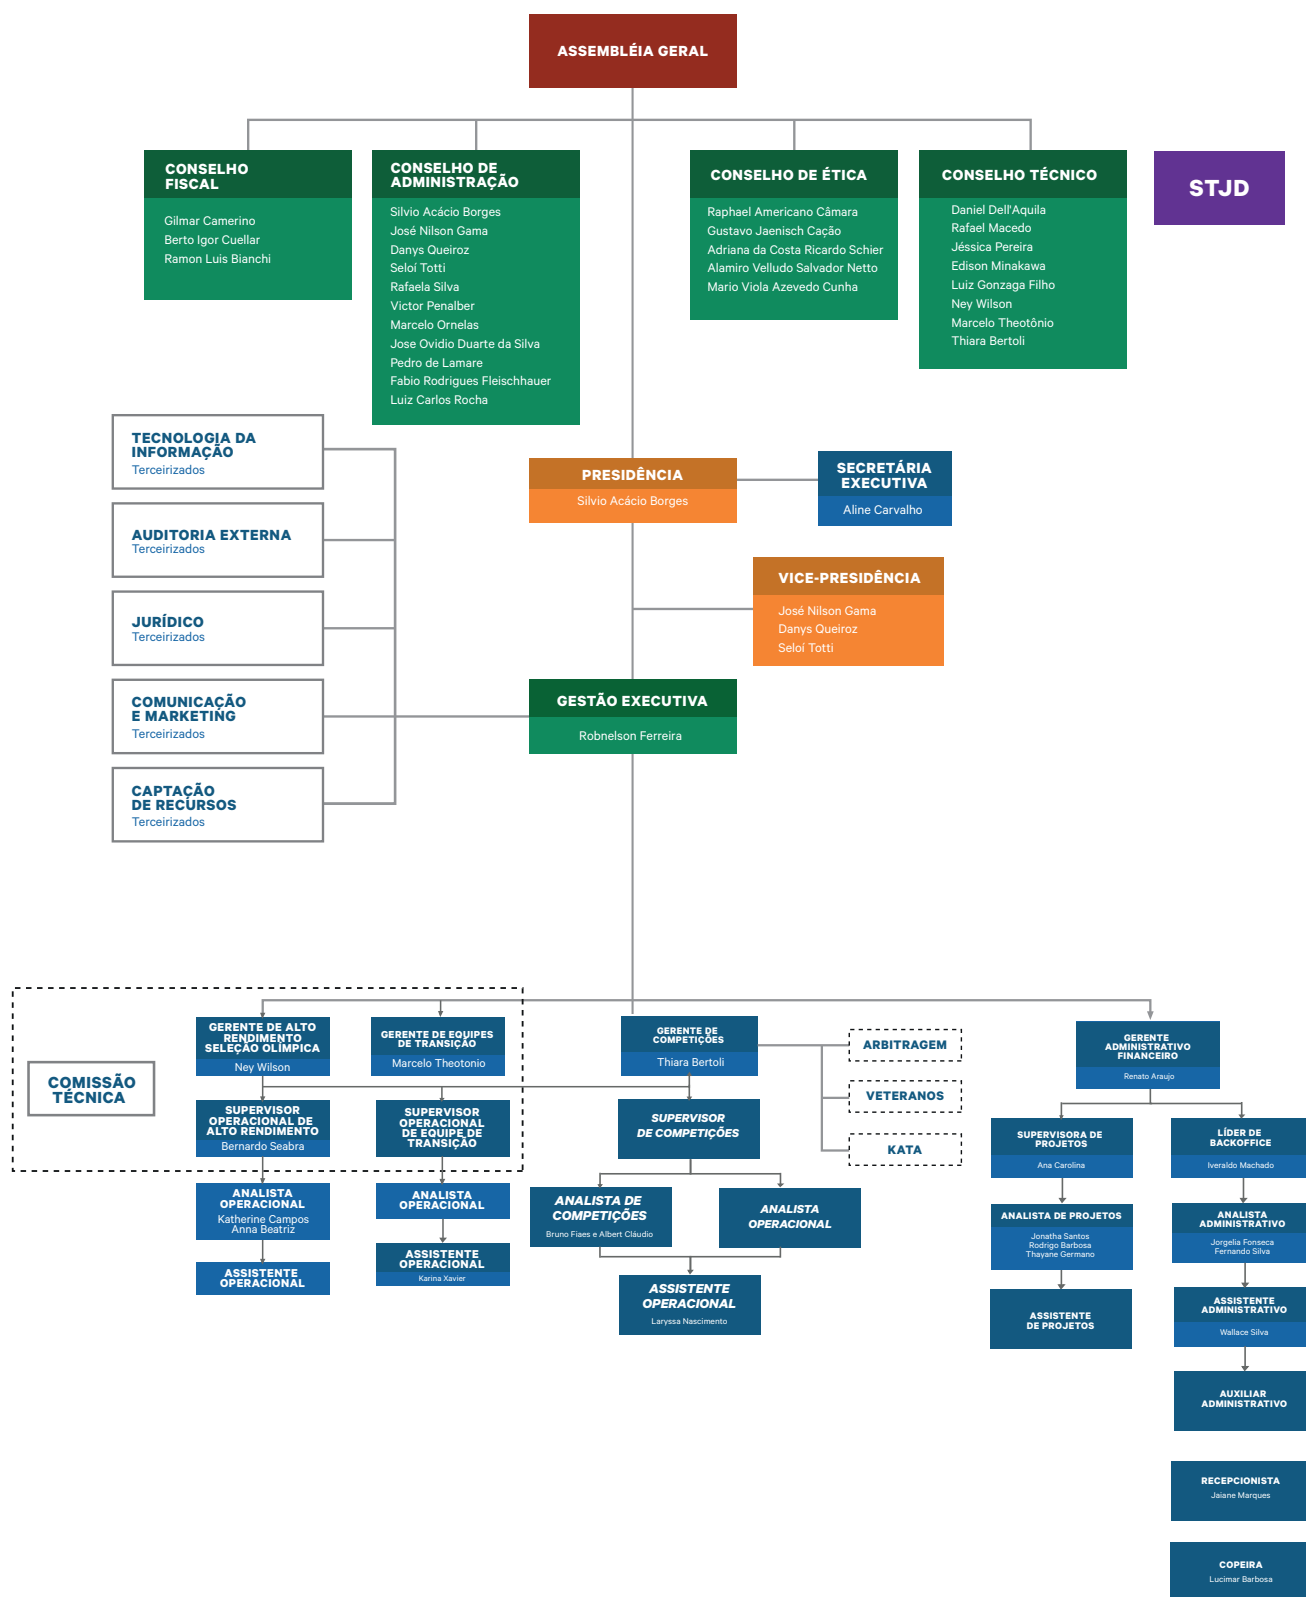 ASSEMBLÉIA GERAL
CONSELHO
FISCAL
Gilmar Camerino
Berto Igor Cuellar
Ramon Luis Bianchi
CONSELHO DE
ADMINISTRAÇÃO
Silvio Acácio Borges
José Nilson Gama
Danys Queiroz
Seloí Totti
Rafaela Silva
Victor Penalber
Marcelo Ornelas
Jose Ovidio Duarte da Silva
Pedro de Lamare
Fabio Rodrigues Fleischhauer
Luiz Carlos Rocha
CONSELHO DE ÉTICA
Raphael Americano Câmara
Gustavo Jaenisch Cação
Adriana da Costa Ricardo Schier
Alamiro Velludo Salvador Netto
Mario Viola Azevedo Cunha
CONSELHO TÉCNICO
Daniel Dell'Aquila
Rafael Macedo
Jéssica Pereira
Edison Minakawa
Luiz Gonzaga Filho
Ney Wilson
Marcelo Theotônio
Thiara Bertoli
STJD
TECNOLOGIA DA
INFORMAÇÃO
Terceirizados
AUDITORIA EXTERNA
Terceirizados
JURÍDICO
Terceirizados
COMUNICAÇÃO
E MARKETING
Terceirizados
CAPTAÇÃO
DE RECURSOS
Terceirizados
PRESIDÊNCIA
Silvio Acácio Borges
SECRETÁRIA
EXECUTIVA
Aline Carvalho
VICE-PRESIDÊNCIA
José Nilson Gama
Danys Queiroz
Seloí Totti
GESTÃO EXECUTIVA
Robnelson Ferreira
COMISSÃO
TÉCNICA
GERENTE DE ALTO
RENDIMENTO
SELEÇÃO OLÍMPICA
Ney Wilson
GERENTE DE EQUIPES
DE TRANSIÇÃO
Marcelo Theotonio
GERENTE DE
COMPETIÇÕES
Thiara Bertoli
ARBITRAGEM
VETERANOS
KATA
GERENTE
ADMINISTRATIVO
FINANCEIRO
Renato Araujo
SUPERVISOR
OPERACIONAL DE
ALTO RENDIMENTO
Bernardo Seabra
SUPERVISOR
OPERACIONAL
DE EQUIPE DE
TRANSIÇÃO
SUPERVISOR
DE COMPETIÇÕES
SUPERVISORA DE
PROJETOS
Ana Carolina
LÍDER DE
BACKOFFICE
Iveraldo Machado
ANALISTA
OPERACIONAL
Katherine Campos
Anna Beatriz
ANALISTA
OPERACIONAL
ANALISTA DE
COMPETIÇÕES
Bruno Fiaes e Albert Cláudio
ANALISTA
OPERACIONAL
ANALISTA DE PROJETOS
Jonatha Santos
Rodrigo Barbosa
Thayane Germano
ANALISTA
ADMINISTRATIVO
Jorgelia Fonseca
Fernando Silva
ASSISTENTE
OPERACIONAL
ASSISTENTE
OPERACIONAL
Karina Xavier
ASSISTENTE
OPERACIONAL
Laryssa Nascimento
ASSISTENTE
DE PROJETOS
ASSISTENTE
ADMINISTRATIVO
Wallace Silva
AUXILIAR
ADMINISTRATIVO
RECEPCIONISTA
Jaiane Marques
COPEIRA
Lucimar Barbosa